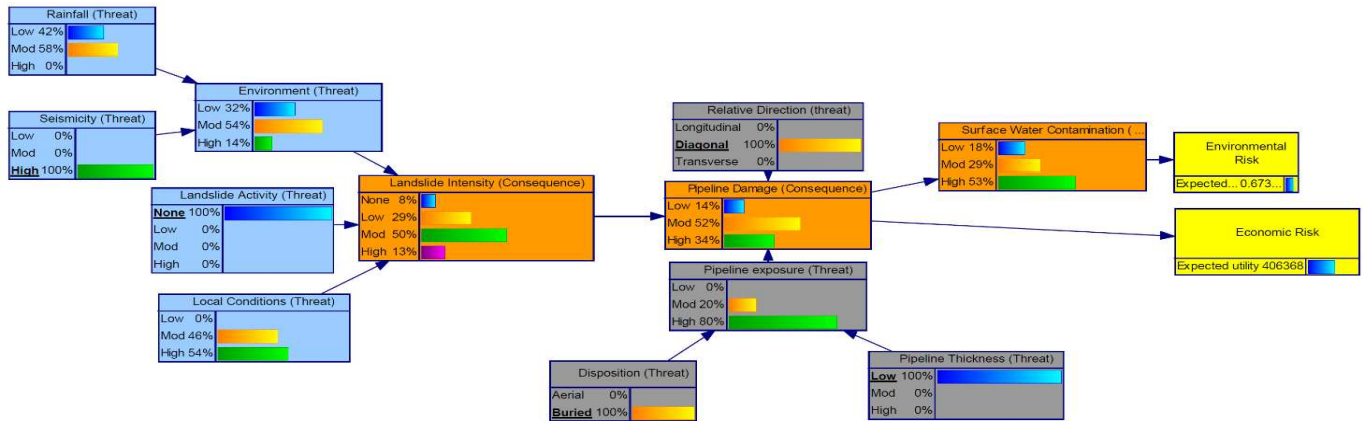 Rainfall (Threat)
Low 42%
Mod 58%
High 0%
Seismicity (Threat)
Low 0%
Mod 0%
High 100%
Environment (Threat)
Low 32%
Mod 54%
High 14%
Landslide Activity (Threat)
None 100%
Low 0%
Mod 0%
High 0%
Local Conditions (Threat)
Low 0%
Mod 46%
High 54%
Landslide Intensity (Consequence)
None 8%
Low 29%
Mod 50%
High 13%
Relative Direction (threat)
Longitudinal 0%
Diagonal 100%
Transverse 0%
Pipeline Damage (Consequence)
Low 14%
Mod 52%
High 34%
Pipeline exposure (Threat)
Low 0%
Mod 20%
High 80%
Disposition (Threat)
Aerial 0%
Buried 100%
Pipeline Thickness (Threat)
Low 100%
Mod 0%
High 0%
Surface Water Contamination ( ...
Low 18%
Mod 29%
High 53%
Environmental
Risk
Expected... 0.673...
Economic Risk
Expected utility 406368